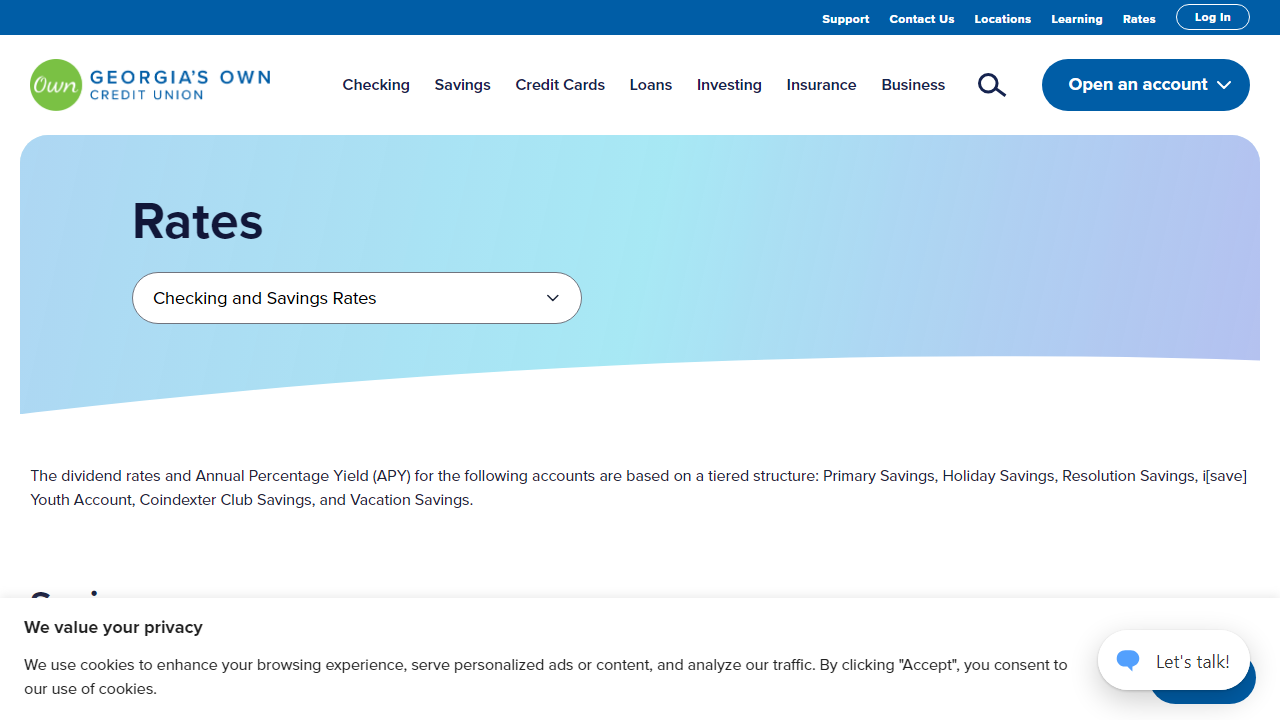 Support Contact Us Locations Learning Rates Log In
Own GEORGIA'S OWN
CREDIT UNION
Checking Savings Credit Cards Loans Investing Insurance Business Open an account
Rates
Checking and Savings Rates
The dividend rates and Annual Percentage Yield (APY) for the following accounts are based on a tiered structure: Primary Savings, Holiday Savings, Resolution Savings, i[save]
Youth Account, Coindexter Club Savings, and Vacation Savings.
We value your privacy
We use cookies to enhance your browsing experience, serve personalized ads or content, and analyze our traffic. By clicking "Accept", you consent to
our use of cookies.
Let's talk!